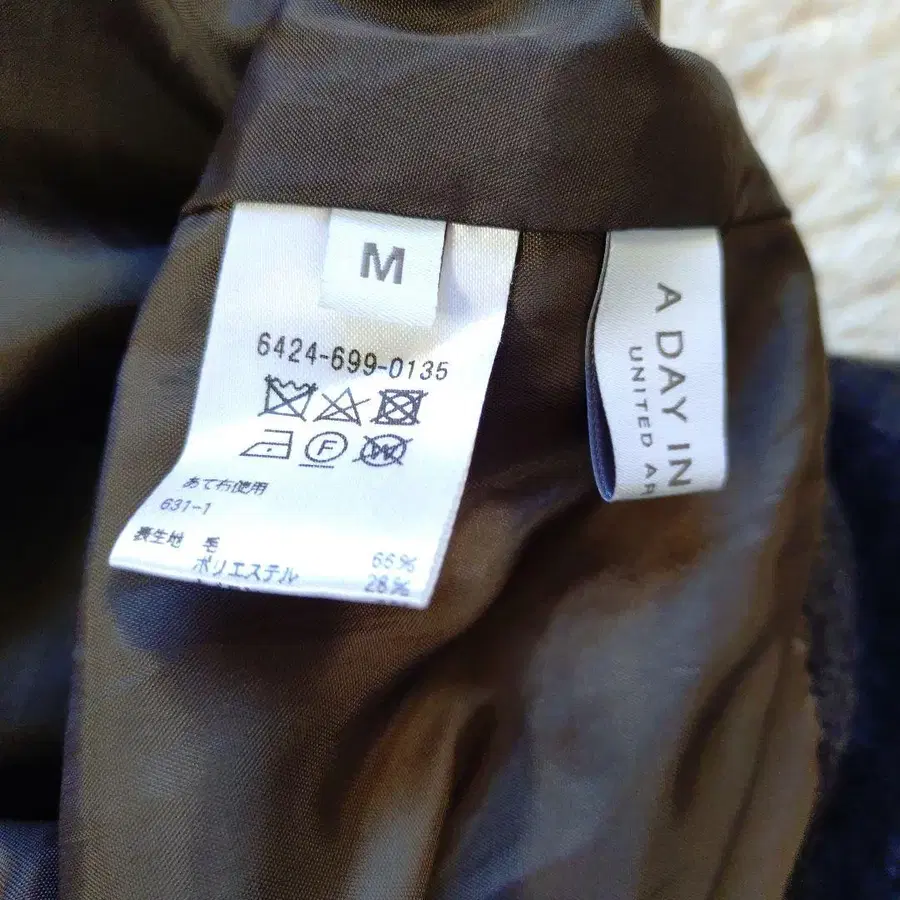 M
6424-699-0135
F
W
あて布使用
631-1
表生地 毛 66%
ポリエステル 28%
A DAY IN
UNITED AR